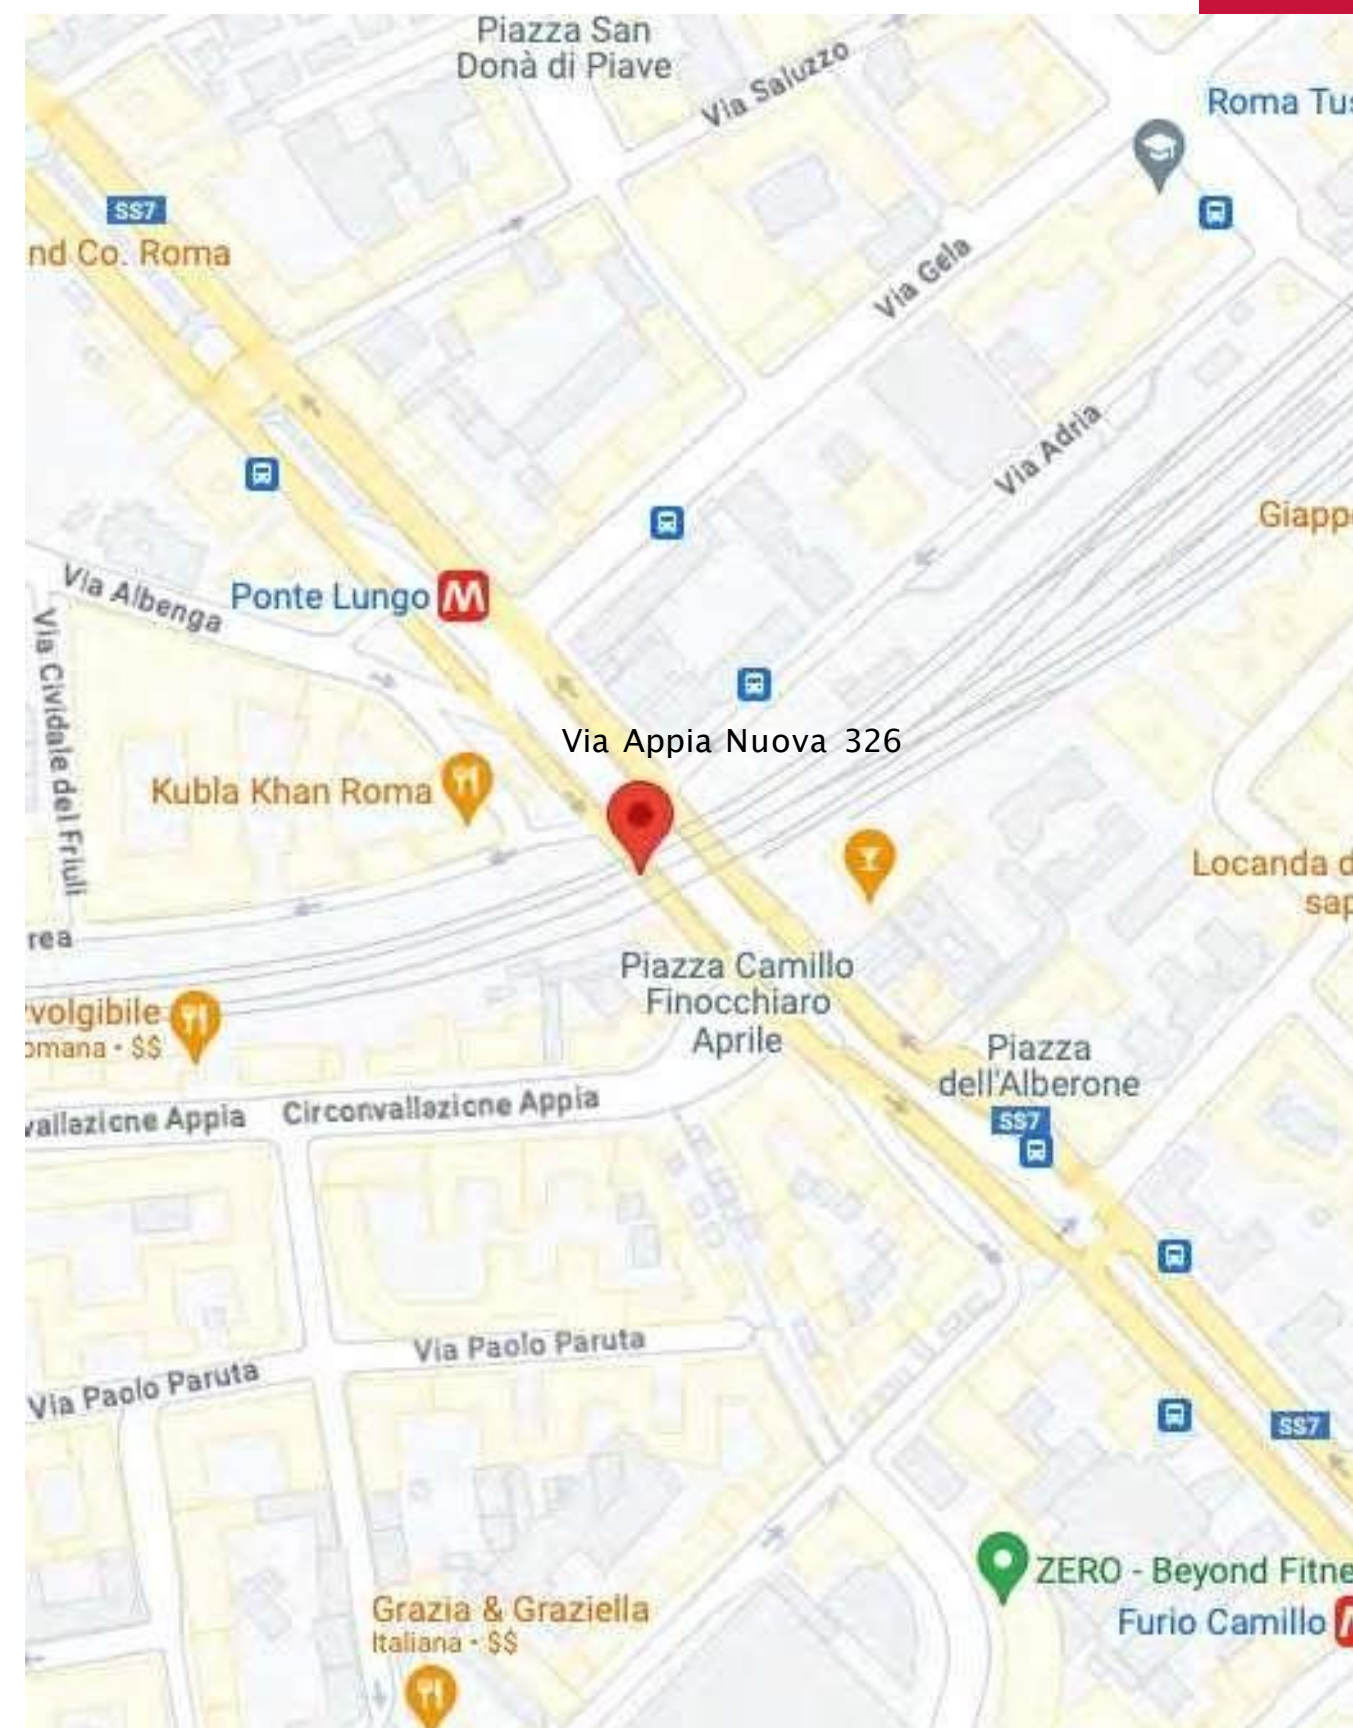 Piazza San
Donà di Piave
Via Saluzzo
Roma Tus
SS7
nd Co. Roma
Via Gela
Via Adria
Giapp
Via Albenga
Ponte Lungo
M
Via Cividale del Friuli
Via Appia Nuova 326
Kubla Khan Roma
Locanda d
sap
rea
Piazza Camillo
Finocchiaro
Aprile
volgibile
omana · $$
Piazza
dell'Alberone
SS7
vallazione Appia
Circonvallazione Appia
Via Paolo Paruta
Via Paolo Paruta
SS7
ZERO - Beyond Fitne
Furio Camillo
Grazia & Graziella
Italiana · $$